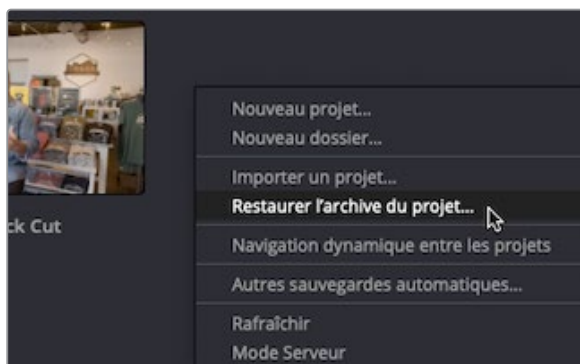 Nouveau projet...
Nouveau dossier...
Importer un projet...
Restaurer l'archive du projet...
ck Cut
Navigation dynamique entre les projets
Autres sauvegardes automatiques...
Rafraîchir
Mode Serveur